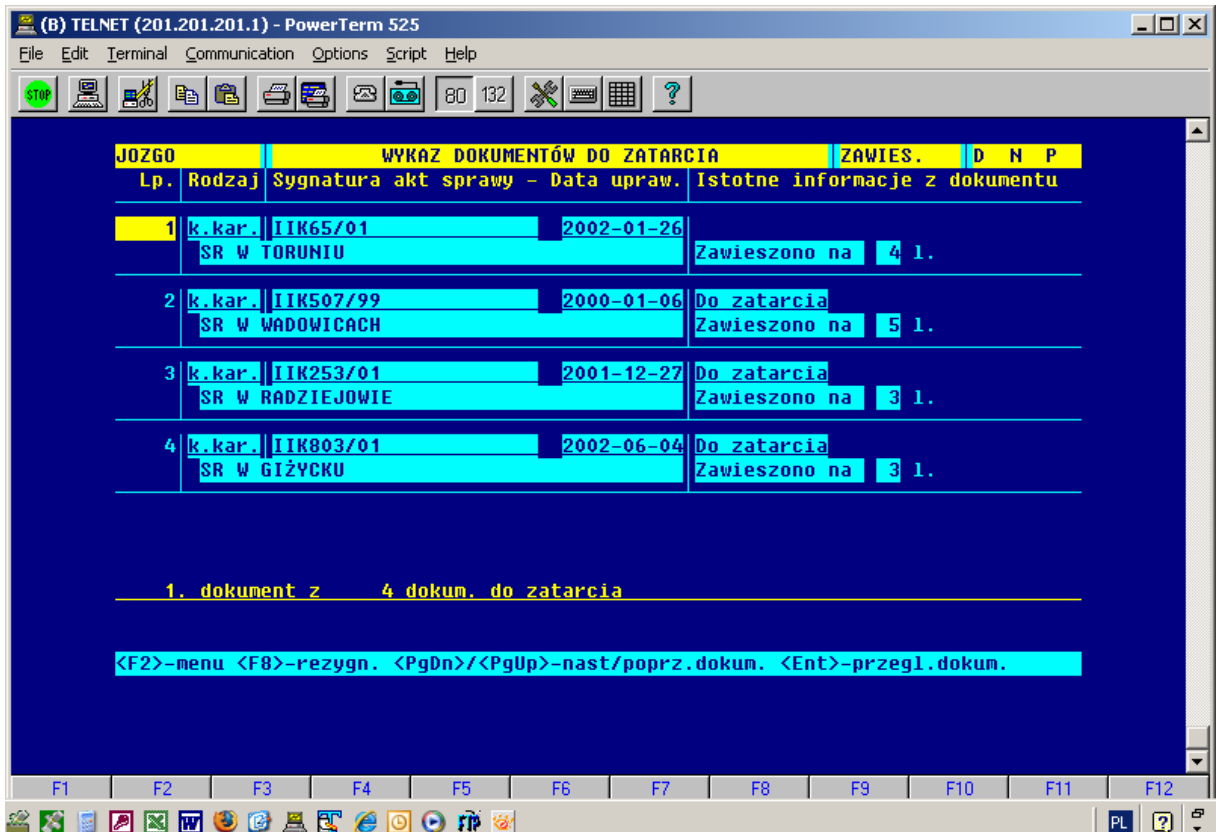 (B) TELNET (201.201.201.1) - PowerTerm 525
File Edit Terminal Communication Options Script Help
STOP 80 132 ?
JOZGO WYKAZ DOKUMENTÓW DO ZATARCIA ZAWIES. D N P
Lp. Rodzaj Sygnatura akt sprawy - Data upraw. Istotne informacje z dokumentu
1 k.kar. IIK65/01 2002-01-26
SR W TORUNIU Zawieszono na 4 l.
2 k.kar. IIK507/99 2000-01-06 Do zatarcia
SR W WADOWICACH Zawieszono na 5 l.
3 k.kar. IIK253/01 2001-12-27 Do zatarcia
SR W RADZIEJOWIE Zawieszono na 3 l.
4 k.kar. IIK803/01 2002-06-04 Do zatarcia
SR W GIŻYCKU Zawieszono na 3 l.
1. dokument z 4 dokum. do zatarcia
<F2>-menu <F8>-rezygn. <PgDn>/<PgUp>-nast/poprz.dokum. <Ent>-przegl.dokum.
F1 F2 F3 F4 F5 F6 F7 F8 F9 F10 F11 F12
PL ?